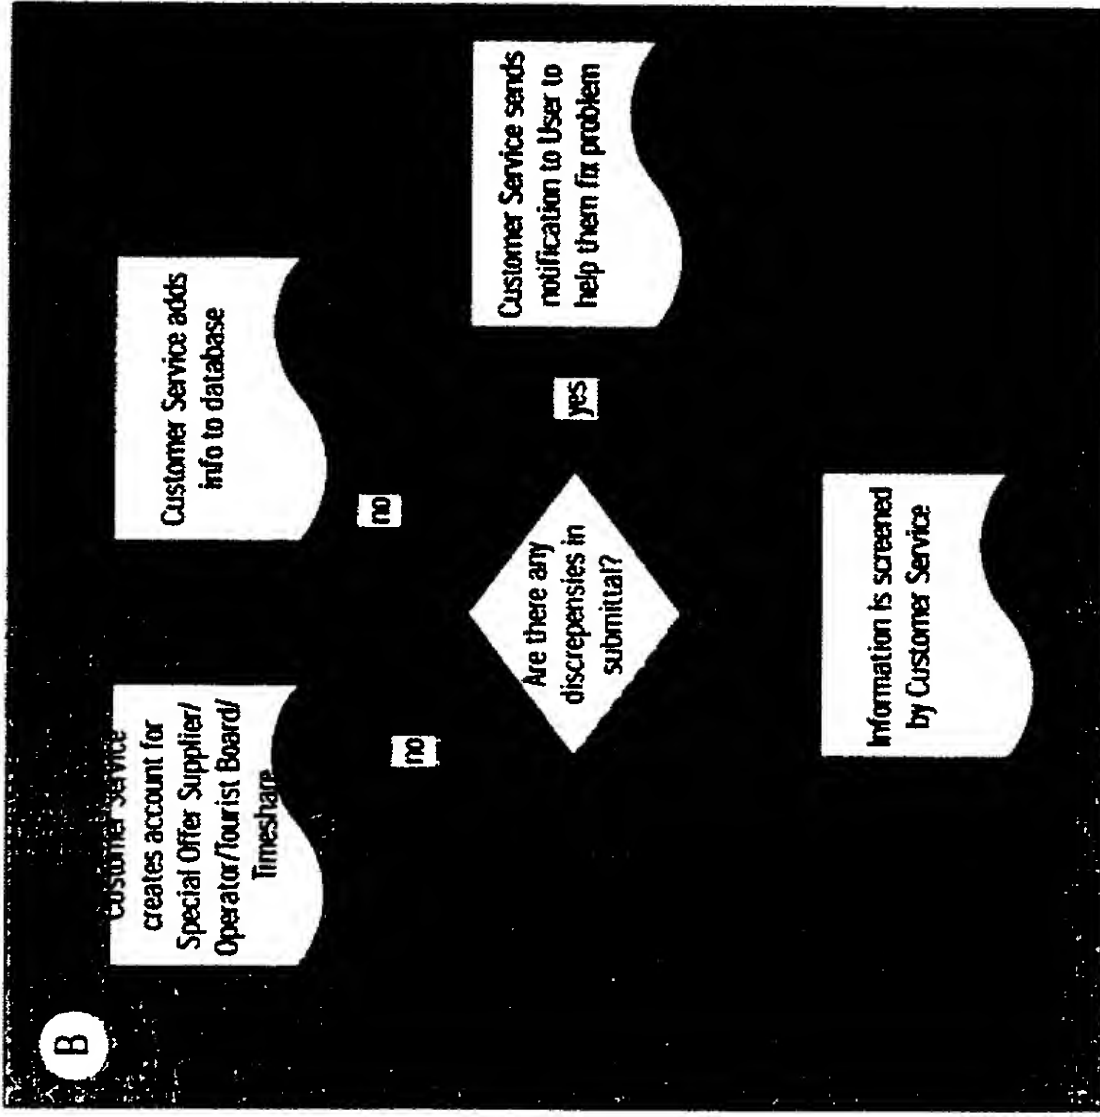 B
Customer Service
creates account for
Special Offer Supplier/
Operator/Tourist Board/
Timeshare
Customer Service adds
info to database
no
no
Are there any
discrepensies in
submittal?
yes
Customer Service sends
notification to User to
help them fix problem
Information is screened
by Customer Service